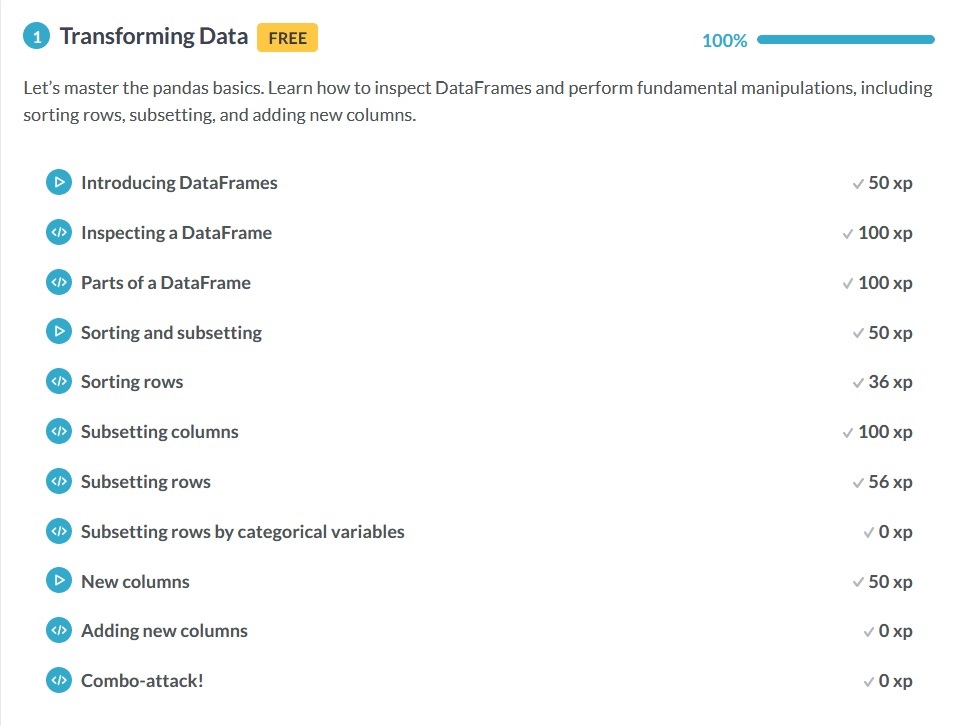 1 Transforming Data FREE 100%
Let’s master the pandas basics. Learn how to inspect DataFrames and perform fundamental manipulations, including
sorting rows, subsetting, and adding new columns.
Introducing DataFrames 50 xp
Inspecting a DataFrame 100 xp
Parts of a DataFrame 100 xp
Sorting and subsetting 50 xp
Sorting rows 36 xp
Subsetting columns 100 xp
Subsetting rows 56 xp
Subsetting rows by categorical variables 0 xp
New columns 50 xp
Adding new columns 0 xp
Combo-attack! 0 xp